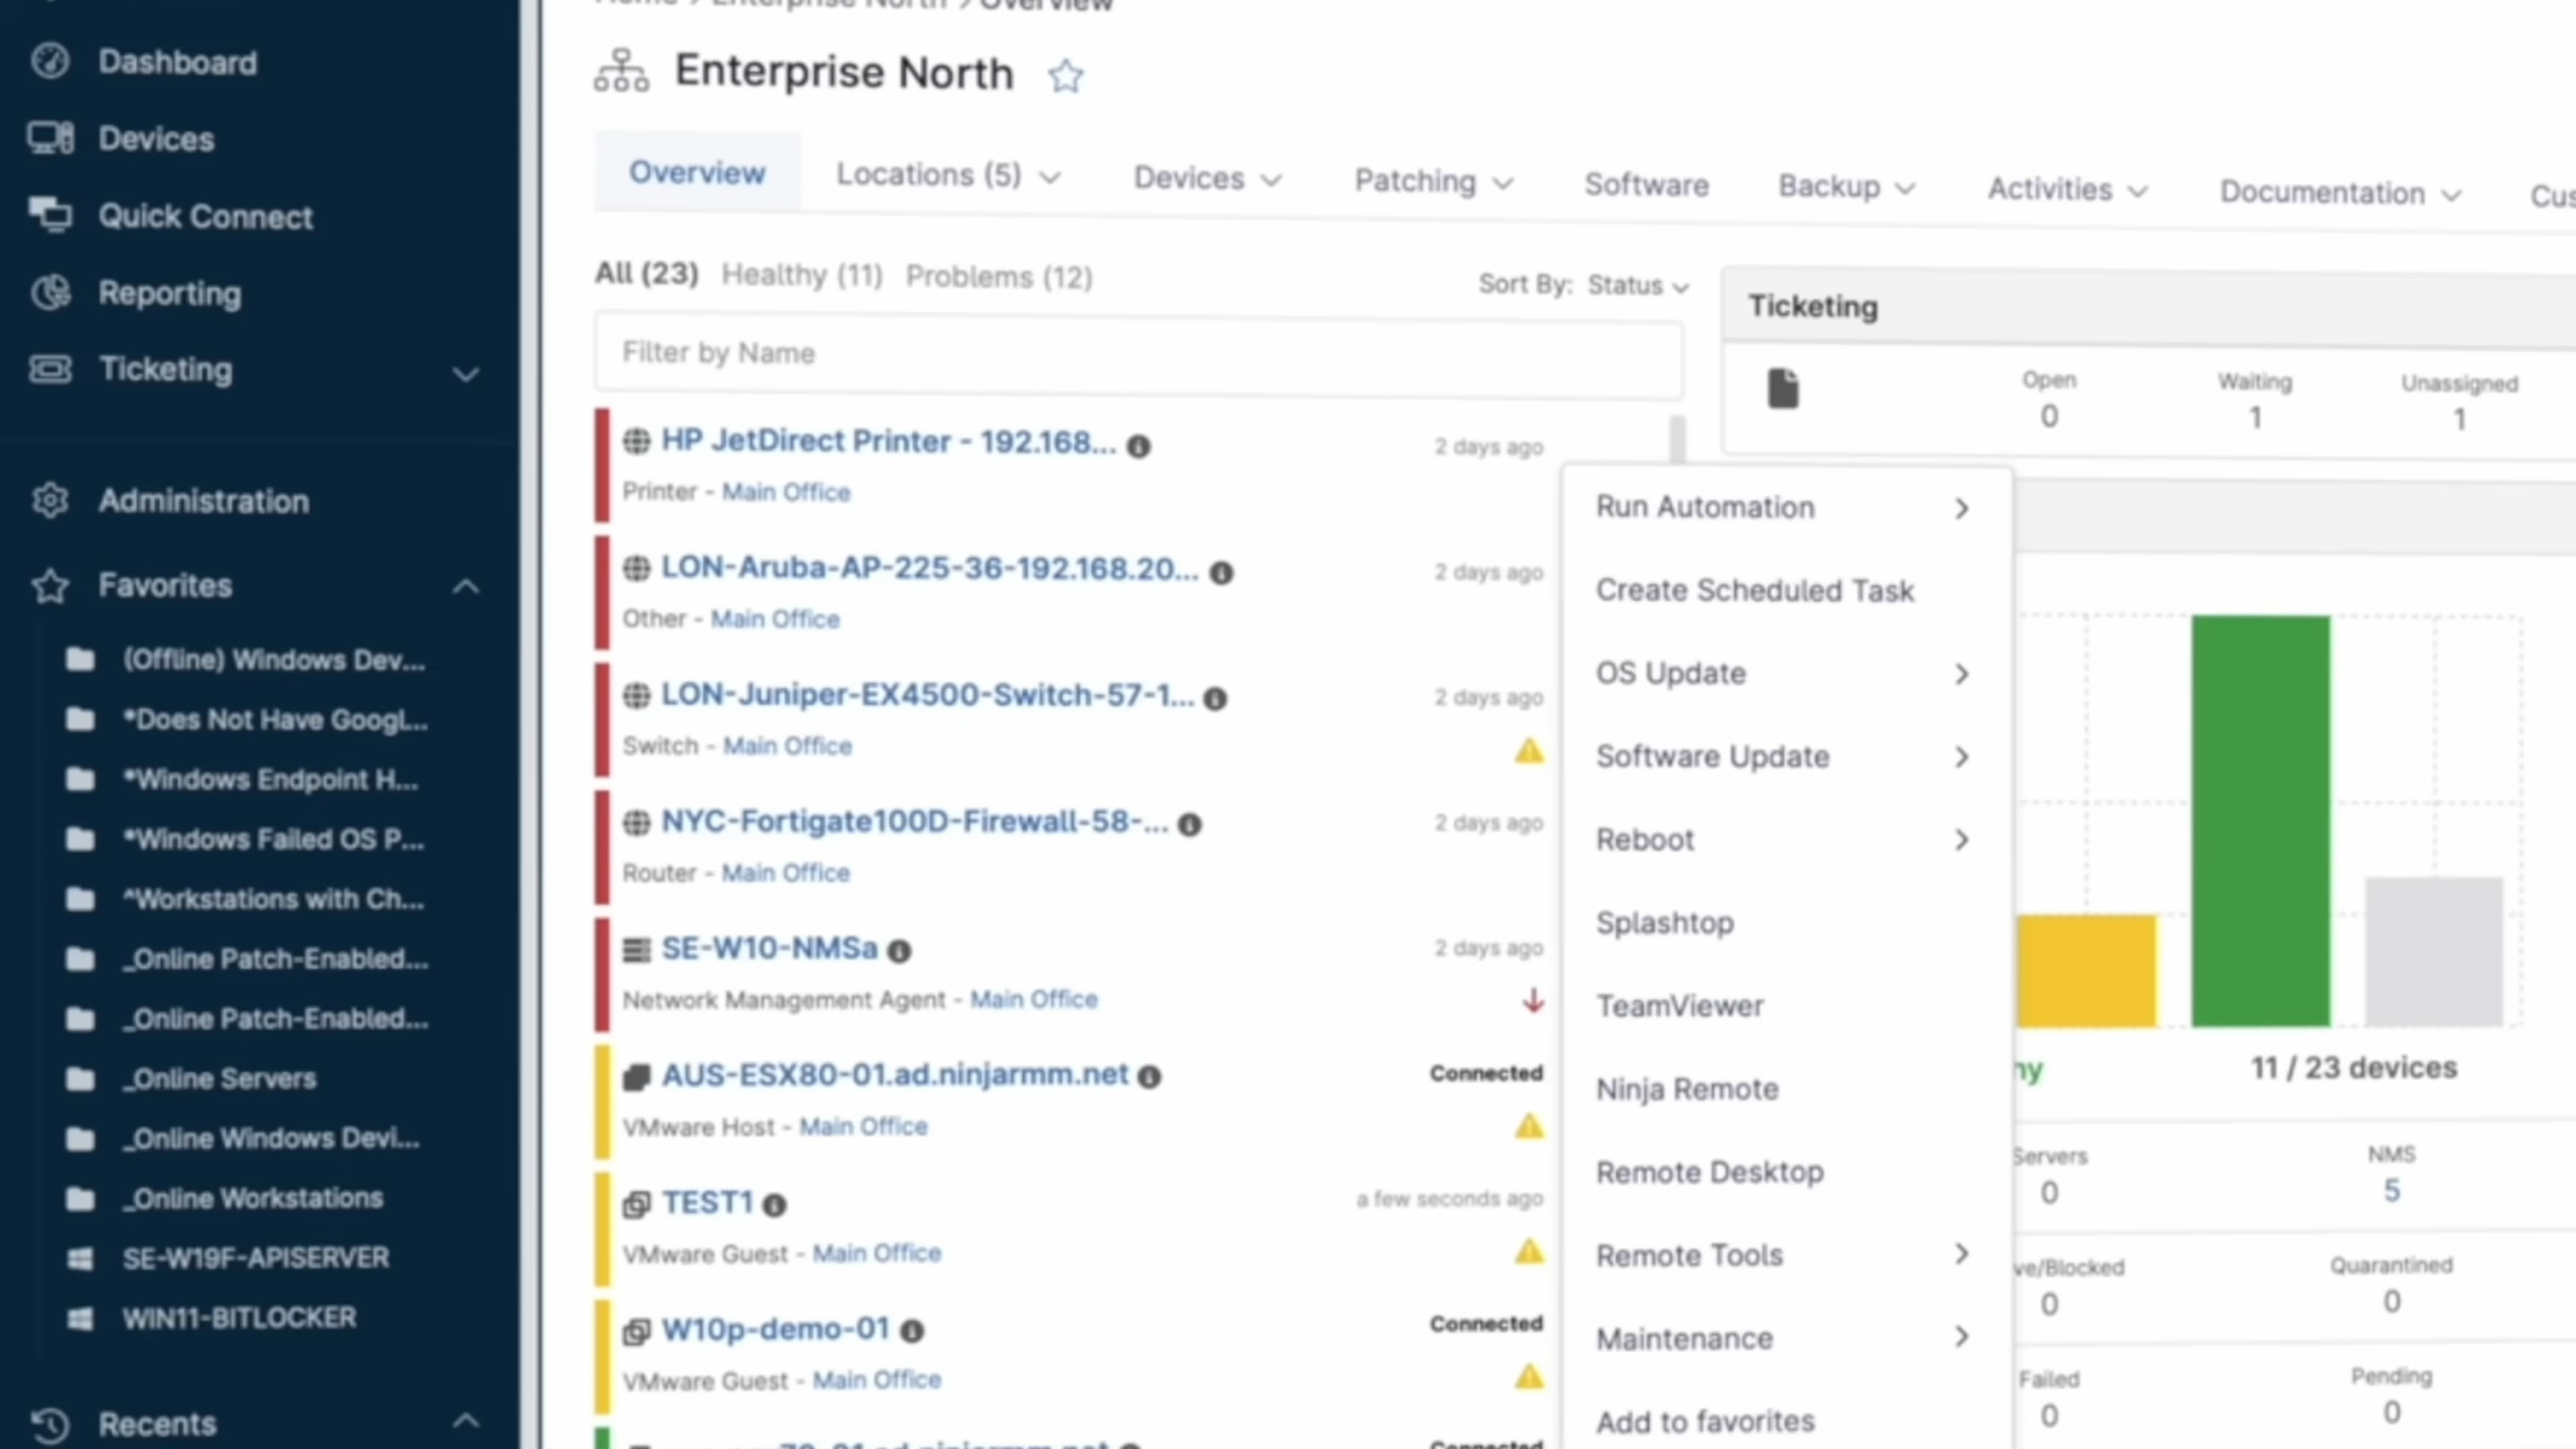 Home > Enterprise North > Overview
Dashboard
Devices
Quick Connect
Reporting
Ticketing
Administration
Favorites
(Offline) Windows Dev...
*Does Not Have Googl...
*Windows Endpoint H...
*Windows Failed OS P...
^Workstations with Ch...
_Online Patch-Enabled...
_Online Patch-Enabled...
_Online Servers
_Online Windows Devi...
_Online Workstations
SE-W19F-APISERVER
WIN11-BITLOCKER
Recents
Enterprise North
Overview Locations (5) Devices Patching Software Backup Activities Documentation Cus
All (23) Healthy (11) Problems (12) Sort By: Status
Filter by Name
HP JetDirect Printer - 192.168... 2 days ago
Printer - Main Office
LON-Aruba-AP-225-36-192.168.20... 2 days ago
Other - Main Office
LON-Juniper-EX4500-Switch-57-1... 2 days ago
Switch - Main Office
NYC-Fortigate100D-Firewall-58-... 2 days ago
Router - Main Office
SE-W10-NMSa 2 days ago
Network Management Agent - Main Office
AUS-ESX80-01.ad.ninjarmm.net Connected
VMware Host - Main Office
TEST1 a few seconds ago
VMware Guest - Main Office
W10p-demo-01 Connected
VMware Guest - Main Office
Connected
Run Automation
Create Scheduled Task
OS Update
Software Update
Reboot
Splashtop
TeamViewer
Ninja Remote
Remote Desktop
Remote Tools
Maintenance
Add to favorites
Ticketing
Open Waiting Unassigned
0 1 1
hy 11 / 23 devices
Servers NMS
0 5
ve/Blocked Quarantined
0 0
Failed Pending
0 0